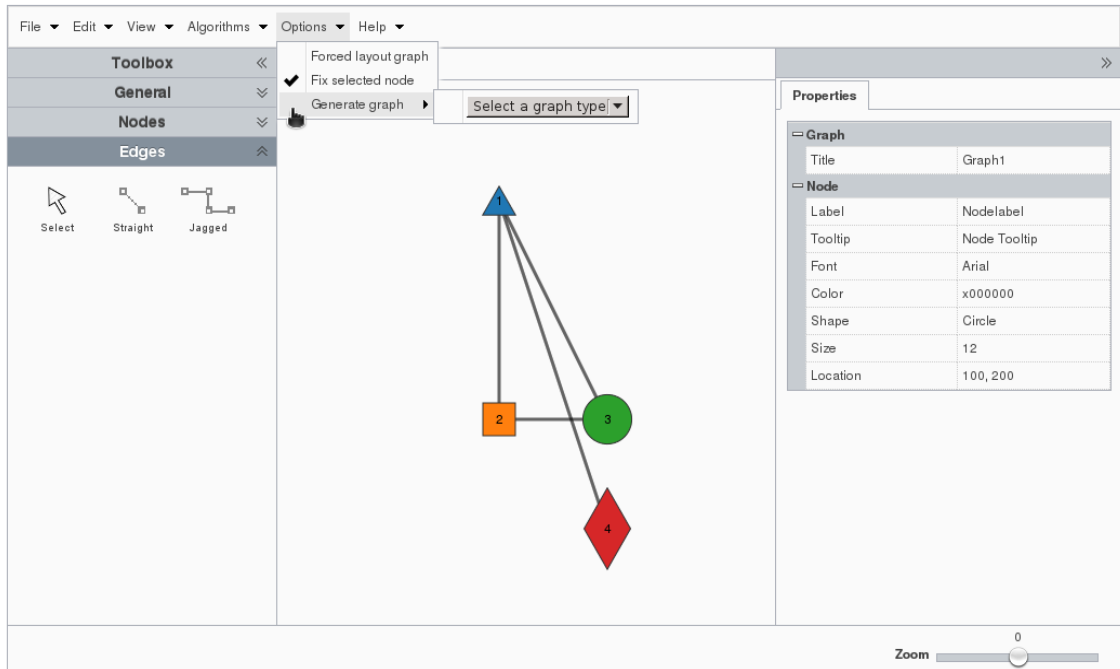 File Edit View Algorithms Options Help
Toolbox
General
Nodes
Edges
Select Straight Jagged
Forced layout graph
Fix selected node
Generate graph
Select a graph type
1
2
3
4
Properties
Graph
Title Graph1
Node
Label Nodelabel
Tooltip Node Tooltip
Font Arial
Color x000000
Shape Circle
Size 12
Location 100, 200
0
Zoom